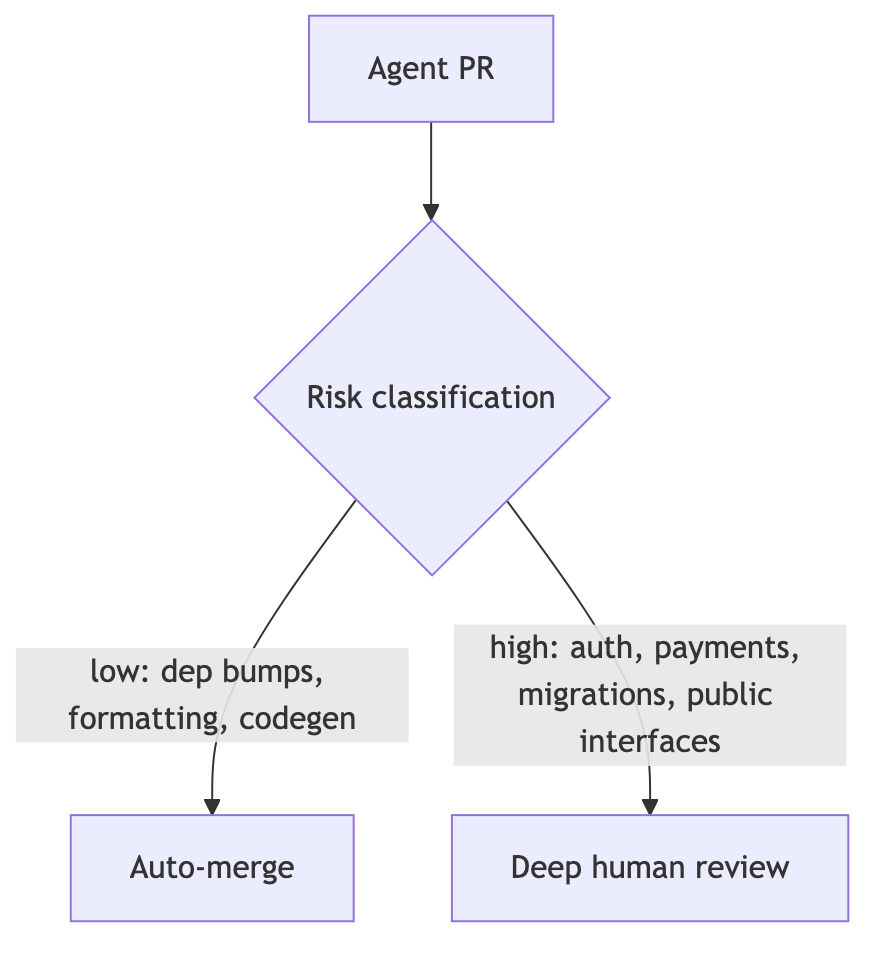 Agent PR
Risk classification
low: dep bumps,
formatting, codegen
high: auth, payments,
migrations, public
interfaces
Auto-merge
Deep human review